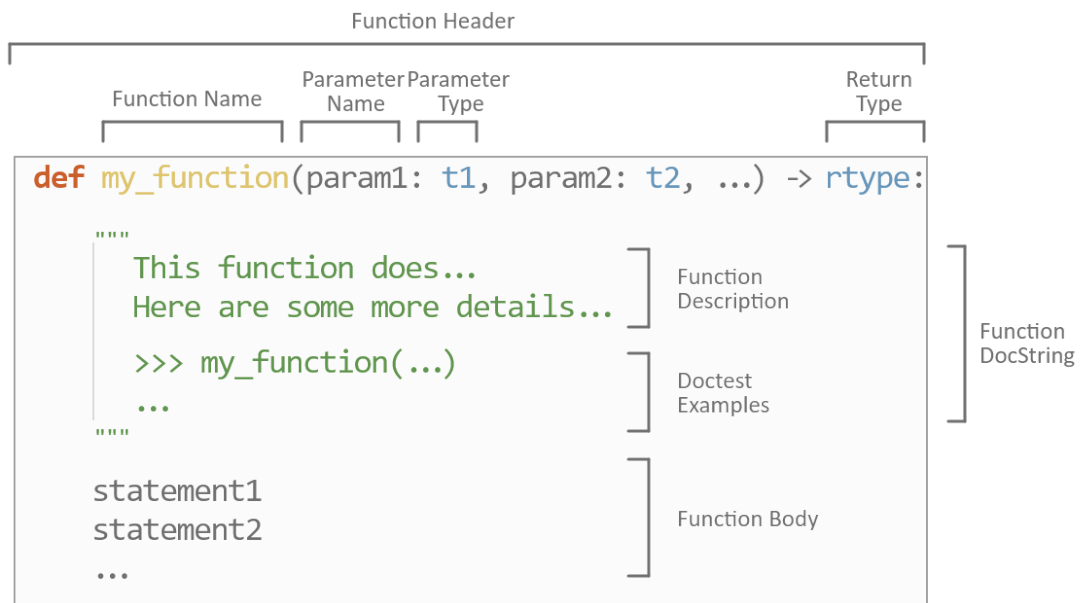 Function Header
Function Name
Parameter
Name
Parameter
Type
Return
Type
def my_function(param1: t1, param2: t2, ...) -> rtype:
"""
This function does...
Here are some more details...
>>> my_function(...)
...
"""
Function
Description
Doctest
Examples
Function
DocString
statement1
statement2
...
Function Body